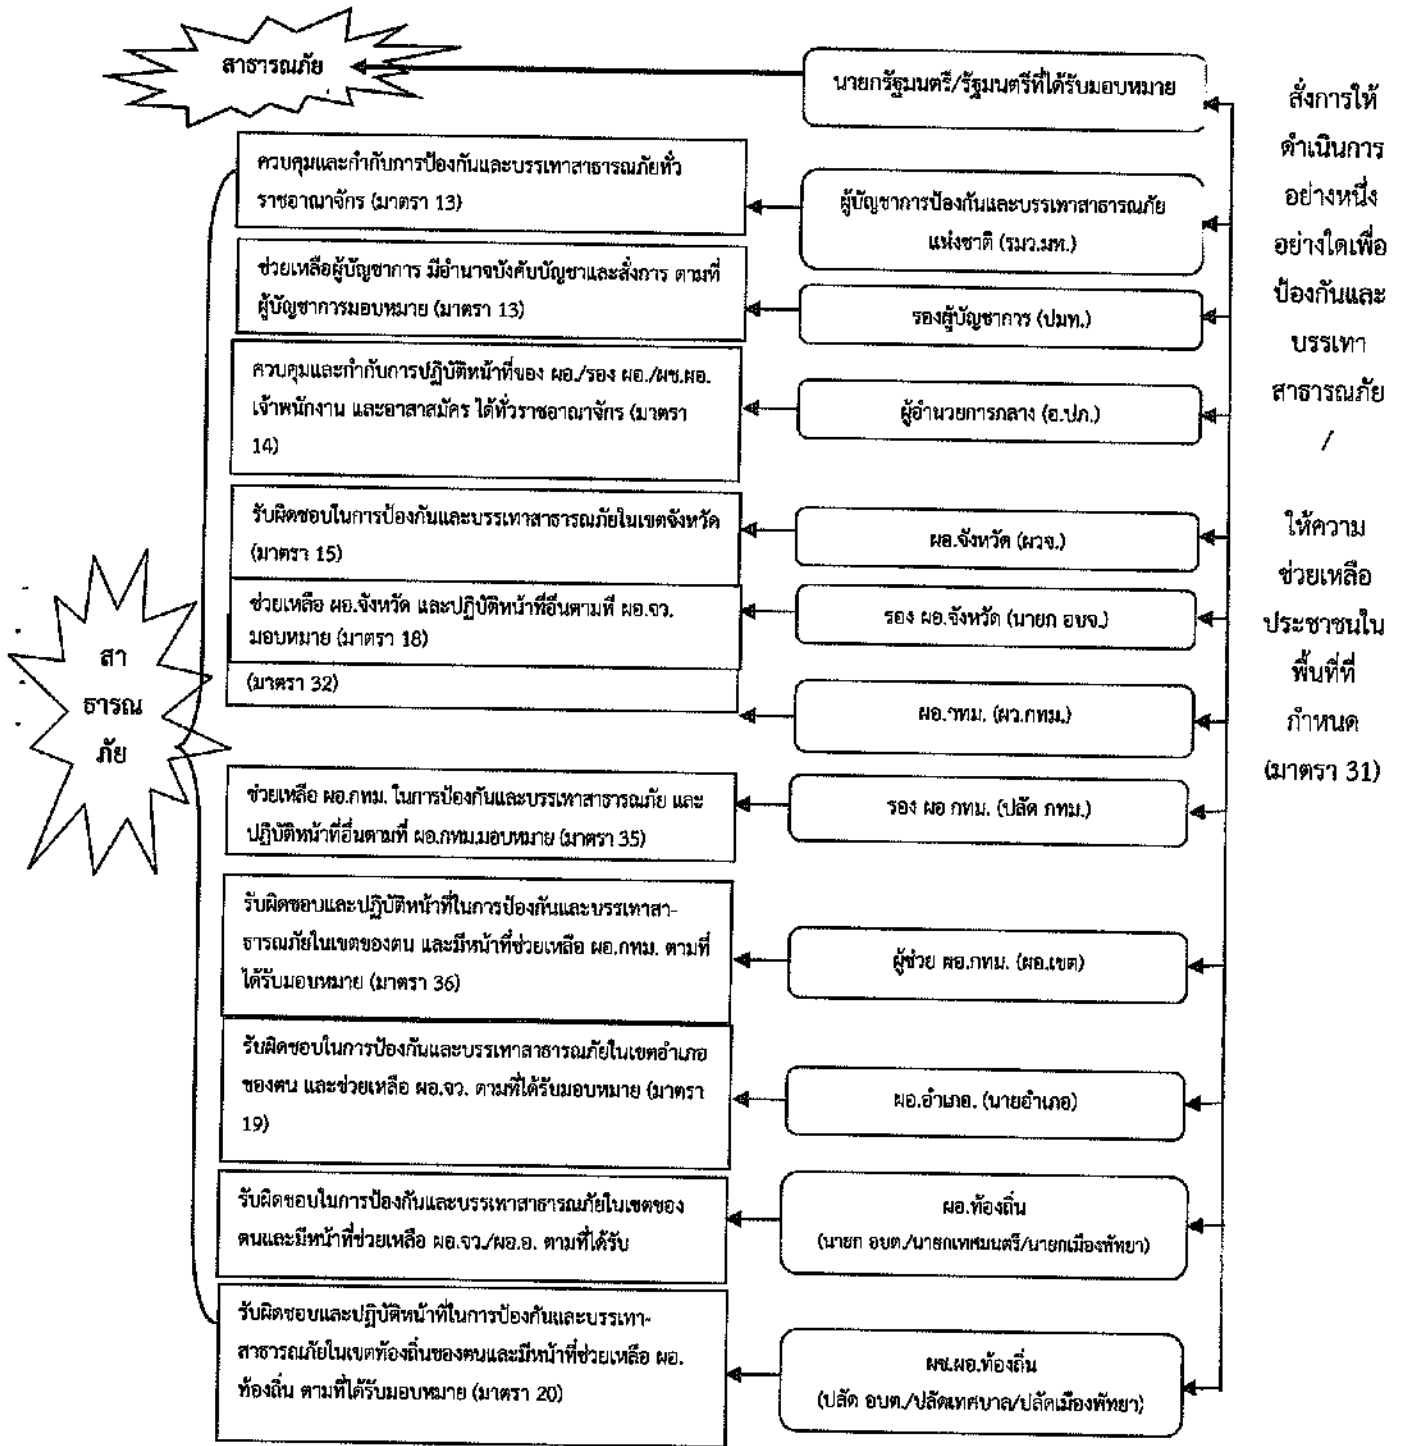 สาธารณภัย
นายกรัฐมนตรี/รัฐมนตรีที่ได้รับมอบหมาย
ควบคุมและกำกับการป้องกันและบรรเทาสาธารณภัยทั่ว
ราชอาณาจักร (มาตรา 13)
ผู้บัญชาการป้องกันและบรรเทาสาธารณภัย
แห่งชาติ (รมว.มท.)
ช่วยเหลือผู้บัญชาการ มีอำนาจบังคับบัญชาและสั่งการ ตามที่
ผู้บัญชาการมอบหมาย (มาตรา 13)
รองผู้บัญชาการ (ปมท.)
ควบคุมและกำกับการปฏิบัติหน้าที่ของ ผอ./รอง ผอ./ผช.ผอ.
เจ้าพนักงาน และอาสาสมัคร ได้ทั่วราชอาณาจักร (มาตรา
14)
ผู้อำนวยการกลาง (อ.ปภ.)
รับผิดชอบในการป้องกันและบรรเทาสาธารณภัยในเขตจังหวัด
(มาตรา 15)
ผอ.จังหวัด (ผวจ.)
ช่วยเหลือ ผอ.จังหวัด และปฏิบัติหน้าที่อื่นตามที่ ผอ.จว.
มอบหมาย (มาตรา 18)
รอง ผอ.จังหวัด (นายก อบจ.)
(มาตรา 32)
ผอ.กทม. (ผว.กทม.)
ช่วยเหลือ ผอ.กทม. ในการป้องกันและบรรเทาสาธารณภัย และ
ปฏิบัติหน้าที่อื่นตามที่ ผอ.กทม.มอบหมาย (มาตรา 35)
รอง ผอ กทม. (ปลัด กทม.)
รับผิดชอบและปฏิบัติหน้าที่ในการป้องกันและบรรเทาสา-
ธารณภัยในเขตของตน และมีหน้าที่ช่วยเหลือ ผอ.กทม. ตามที่
ได้รับมอบหมาย (มาตรา 36)
ผู้ช่วย ผอ.กทม. (ผอ.เขต)
รับผิดชอบในการป้องกันและบรรเทาสาธารณภัยในเขตอำเภอ
ของตน และช่วยเหลือ ผอ.จว. ตามที่ได้รับมอบหมาย (มาตรา
19)
ผอ.อำเภอ. (นายอำเภอ)
รับผิดชอบในการป้องกันและบรรเทาสาธารณภัยในเขตของ
ตนและมีหน้าที่ช่วยเหลือ ผอ.จว./ผอ.อ. ตามที่ได้รับ
ผอ.ท้องถิ่น
(นายก อบต./นายกเทศมนตรี/นายกเมืองพัทยา)
รับผิดชอบและปฏิบัติหน้าที่ในการป้องกันและบรรเทา-
สาธารณภัยในเขตท้องถิ่นของตนและมีหน้าที่ช่วยเหลือ ผอ.
ท้องถิ่น ตามที่ได้รับมอบหมาย (มาตรา 20)
ผช.ผอ.ท้องถิ่น
(ปลัด อบต./ปลัดเทศบาล/ปลัดเมืองพัทยา)
สา
ธารณ
ภัย
สั่งการให้
ดำเนินการ
อย่างหนึ่ง
อย่างใดเพื่อ
ป้องกันและ
บรรเทา
สาธารณภัย
/
ให้ความ
ช่วยเหลือ
ประชาชนใน
พื้นที่ที่
กำหนด
(มาตรา 31)